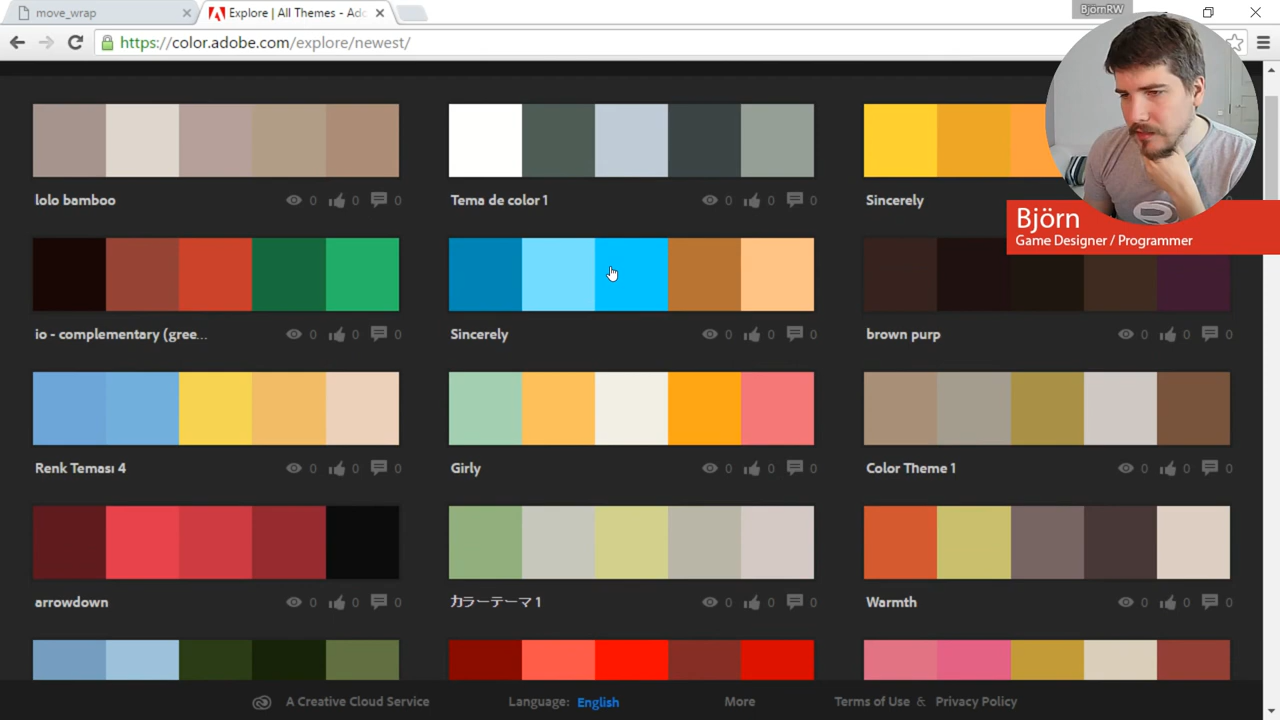 move_wrap
Explore | All Themes - Ado
BjörnRW
https://color.adobe.com/explore/newest/
lolo bamboo 0 0 0
Tema de color 1 0 0 0
Sincerely
Björn
Game Designer / Programmer
io - complementary (gree... 0 0 0
Sincerely 0 0 0
brown purp 0 0 0
Renk Teması 4 0 0 0
Girly 0 0 0
Color Theme 1 0 0 0
arrowdown 0 0 0
カラーテーマ 1 0 0 0
Warmth 0 0 0
A Creative Cloud Service Language: English More Terms of Use & Privacy Policy